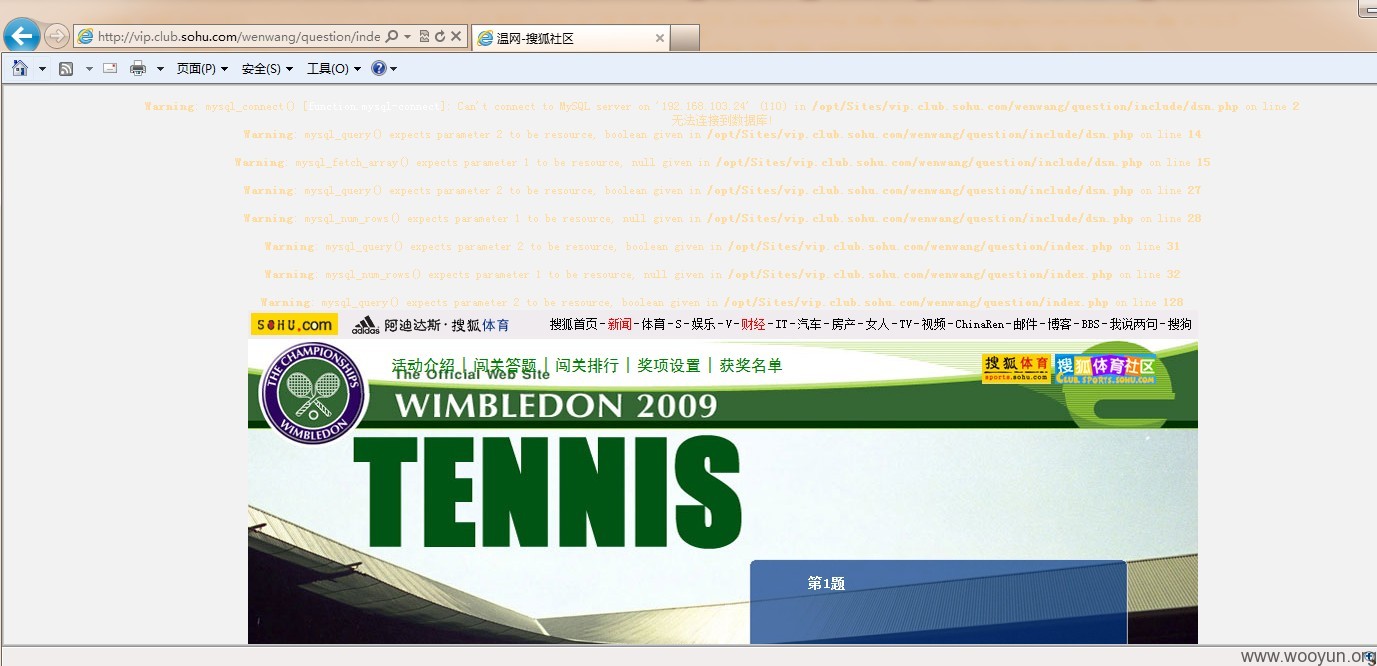 http://vip.club.sohu.com/wenwang/question/inde
温网-搜狐社区
页面(P) 安全(S) 工具(O)
Warning: mysql_connect() [function.mysql-connect]: Can't connect to MySQL server on '192.168.103.24' (110) in /opt/Sites/vip.club.sohu.com/wenwang/question/include/dsn.php on line 2
无法连接到数据库!
Warning: mysql_query() expects parameter 2 to be resource, boolean given in /opt/Sites/vip.club.sohu.com/wenwang/question/include/dsn.php on line 14
Warning: mysql_fetch_array() expects parameter 1 to be resource, null given in /opt/Sites/vip.club.sohu.com/wenwang/question/include/dsn.php on line 15
Warning: mysql_query() expects parameter 2 to be resource, boolean given in /opt/Sites/vip.club.sohu.com/wenwang/question/include/dsn.php on line 27
Warning: mysql_num_rows() expects parameter 1 to be resource, null given in /opt/Sites/vip.club.sohu.com/wenwang/question/include/dsn.php on line 28
Warning: mysql_query() expects parameter 2 to be resource, boolean given in /opt/Sites/vip.club.sohu.com/wenwang/question/index.php on line 31
Warning: mysql_num_rows() expects parameter 1 to be resource, null given in /opt/Sites/vip.club.sohu.com/wenwang/question/index.php on line 32
Warning: mysql_query() expects parameter 2 to be resource, boolean given in /opt/Sites/vip.club.sohu.com/wenwang/question/index.php on line 128
SOHU.com adidas 阿迪达斯·搜狐体育 搜狐首页-新闻-体育-S-娱乐-V-财经-IT-汽车-房产-女人-TV-视频-ChinaRen-邮件-博客-BBS-我说两句-搜狗
活动介绍 | 闯关答题 | 闯关排行 | 奖项设置 | 获奖名单
The Official Web Site
WIMBLEDON 2009
THE CHAMPIONSHIPS WIMBLEDON
搜狐体育 sports.sohu.com
搜狐体育社区 CLUB.SPORTS.SOHU.COM
TENNIS
第1题
www.wooyun.org